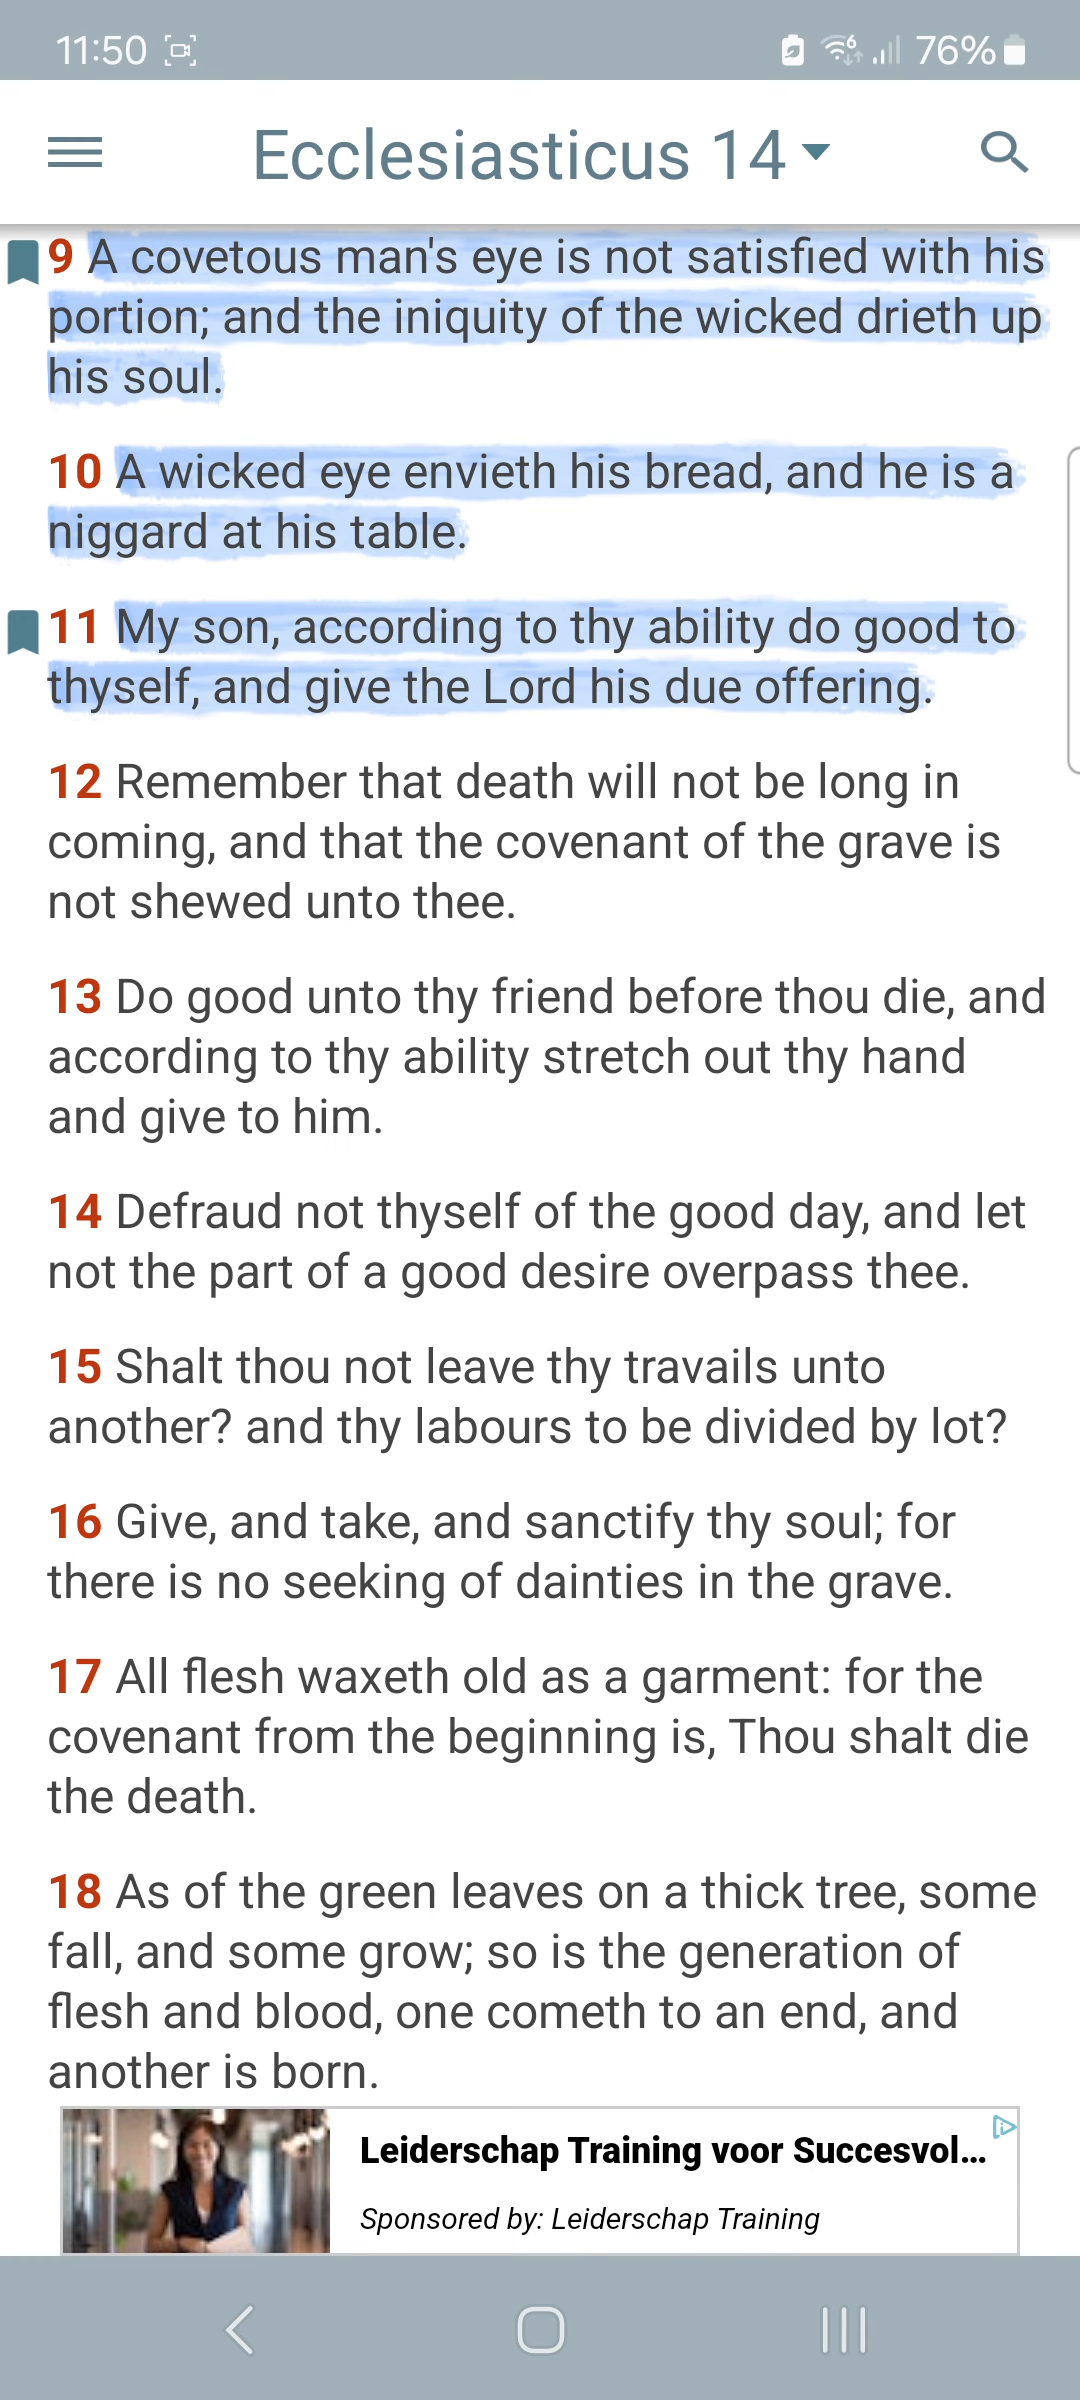 11:50 6 76%
Ecclesiasticus 14
9 A covetous man's eye is not satisfied with his
portion; and the iniquity of the wicked drieth up
his soul.
10 A wicked eye envieth his bread, and he is a
niggard at his table.
11 My son, according to thy ability do good to
thyself, and give the Lord his due offering.
12 Remember that death will not be long in
coming, and that the covenant of the grave is
not shewed unto thee.
13 Do good unto thy friend before thou die, and
according to thy ability stretch out thy hand
and give to him.
14 Defraud not thyself of the good day, and let
not the part of a good desire overpass thee.
15 Shalt thou not leave thy travails unto
another? and thy labours to be divided by lot?
16 Give, and take, and sanctify thy soul; for
there is no seeking of dainties in the grave.
17 All flesh waxeth old as a garment: for the
covenant from the beginning is, Thou shalt die
the death.
18 As of the green leaves on a thick tree, some
fall, and some grow; so is the generation of
flesh and blood, one cometh to an end, and
another is born.
Leiderschap Training voor Succesvol...
Sponsored by: Leiderschap Training